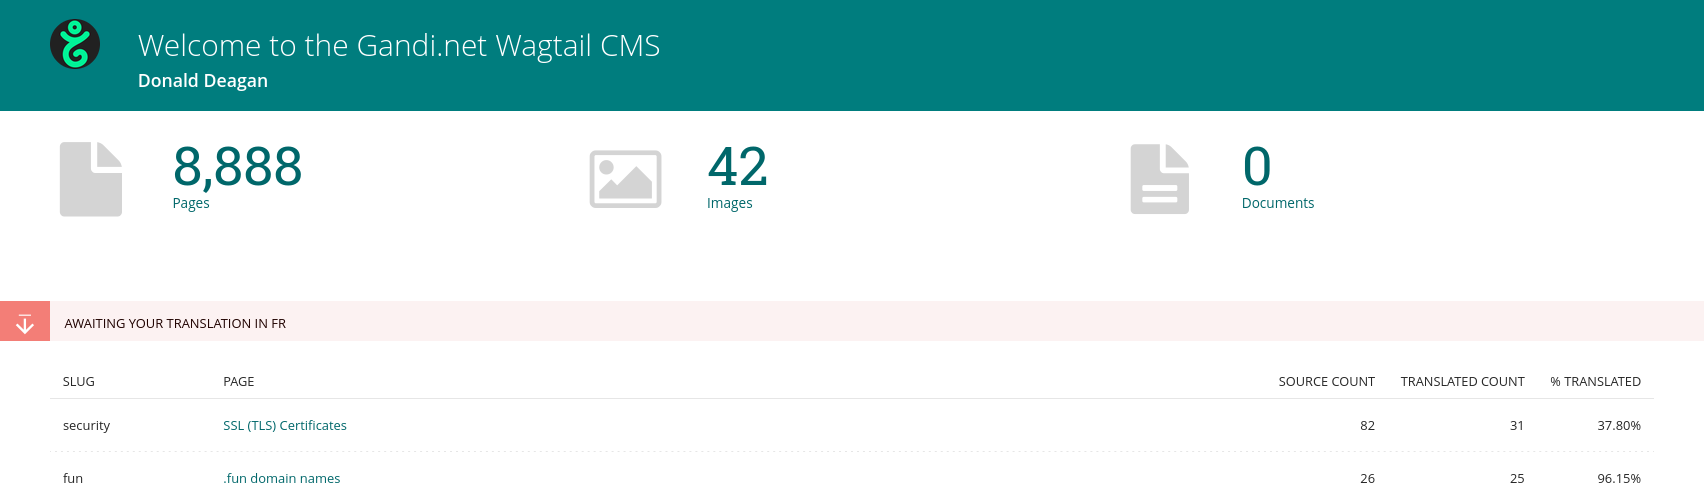 Welcome to the Gandi.net Wagtail CMS
Donald Deagan
8,888
Pages
42
Images
0
Documents
AWAITING YOUR TRANSLATION IN FR
SLUG PAGE SOURCE COUNT TRANSLATED COUNT % TRANSLATED
security SSL (TLS) Certificates 82 31 37.80%
fun .fun domain names 26 25 96.15%